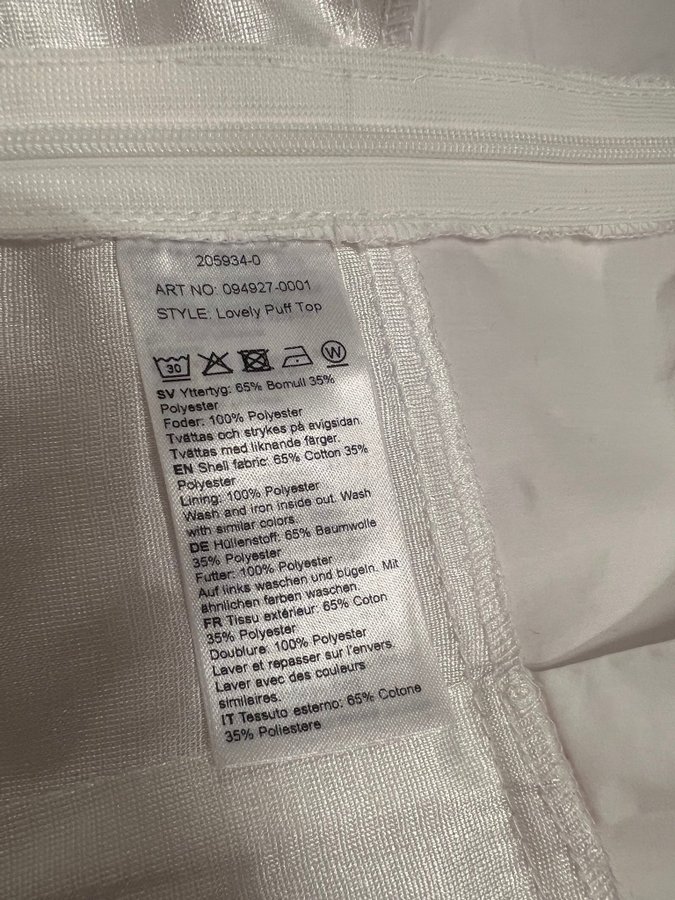 205934-0
ART NO: 094927-0001
STYLE: Lovely Puff Top
30 W
SV Yttertyg: 65% Bomull 35%
Polyester
Foder: 100% Polyester
Tvättas och strykes på avigsidan.
Tvättas med liknande färger.
EN Shell fabric: 65% Cotton 35%
Polyester
Lining: 100% Polyester
Wash and iron inside out. Wash
with similar colors.
DE Hüllenstoff: 65% Baumwolle
35% Polyester
Futter: 100% Polyester
Auf links waschen und bügeln. Mit
ähnlichen farben waschen.
FR Tissu extérieur: 65% Coton
35% Polyester
Doublure: 100% Polyester
Laver et repasser sur l'envers.
Laver avec des couleurs
similaires.
IT Tessuto esterno: 65% Cotone
35% Poliestere